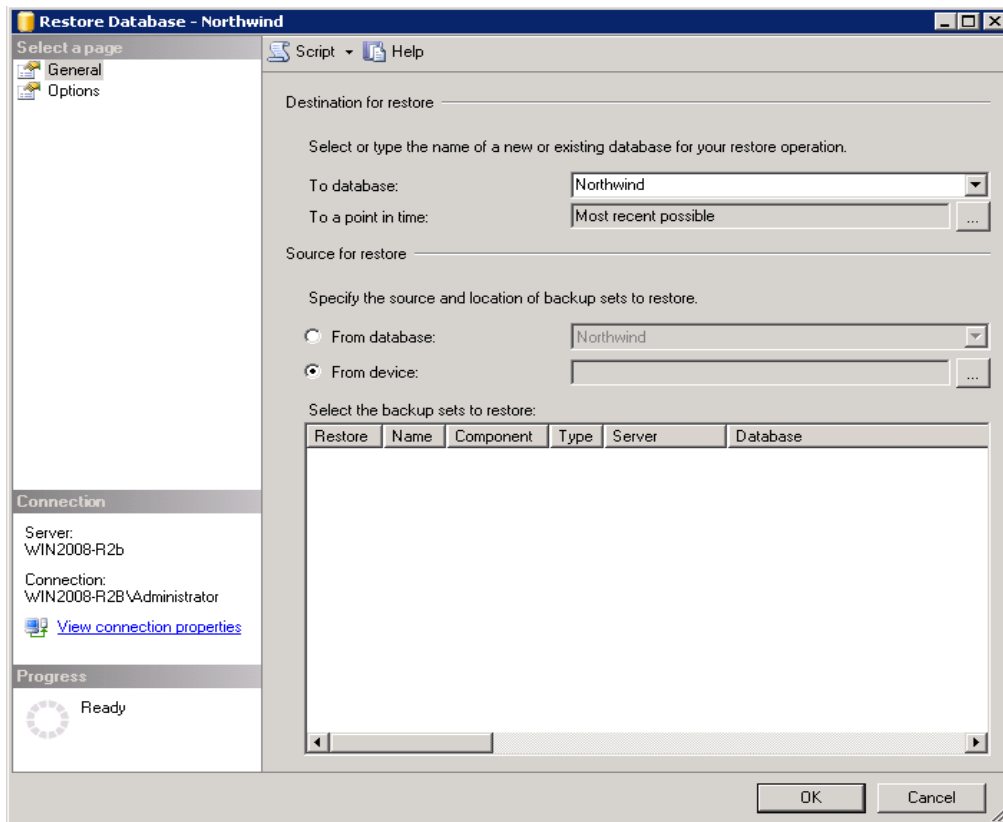 Restore Database - Northwind
Select a page
General
Options
Script
Help
Destination for restore
Select or type the name of a new or existing database for your restore operation.
To database:
Northwind
To a point in time:
Most recent possible
...
Source for restore
Specify the source and location of backup sets to restore.
From database:
Northwind
From device:
...
Select the backup sets to restore:
Restore Name Component Type Server Database
Connection
Server:
WIN2008-R2b
Connection:
WIN2008-R2B\Administrator
View connection properties
Progress
Ready
OK
Cancel